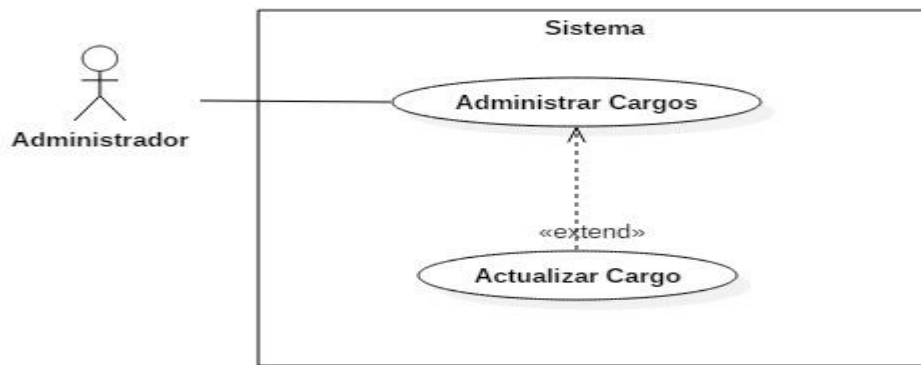 Sistema
Administrar Cargos
Administrador
«extend»
Actualizar Cargo